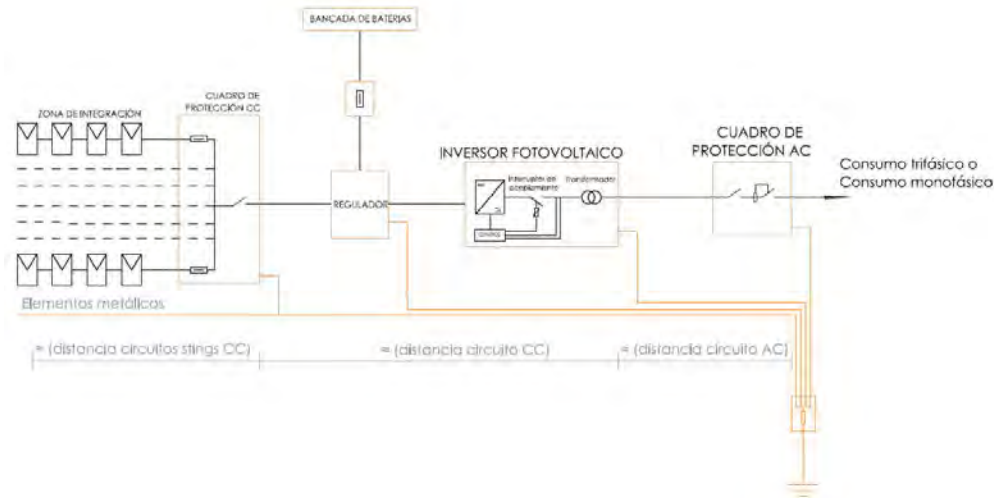 BANCADA DE BATERIAS
CUADRO DE
PROTECCIÓN CC
ZONA DE INTEGRACIÓN
CUADRO DE
PROTECCIÓN AC
INVERSOR FOTOVOLTAICO
Consumo trifásico o
Consumo monofásico
Interruptor de
acoplamiento
Transformador
REGULADOR
CONTROL
Elementos metálicos
= (distancia circuitos stings CC)
= (distancia circuito CC)
= (distancia circuito AC)